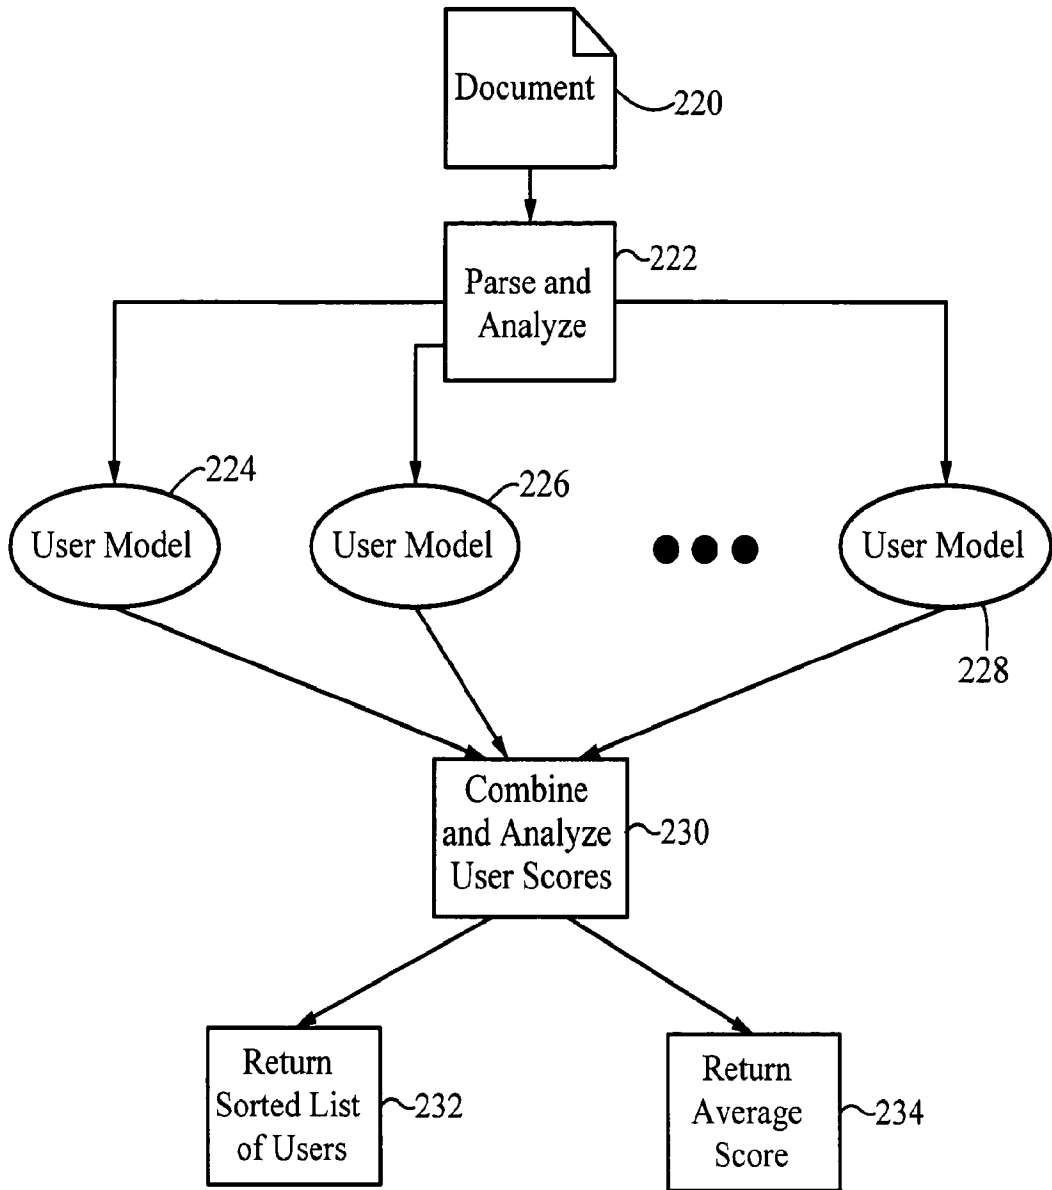 Document
220
222
Parse and
Analyze
224
226
User Model
User Model
User Model
228
Combine
and Analyze
User Scores
230
Return
Sorted List
of Users
232
Return
Average
Score
234